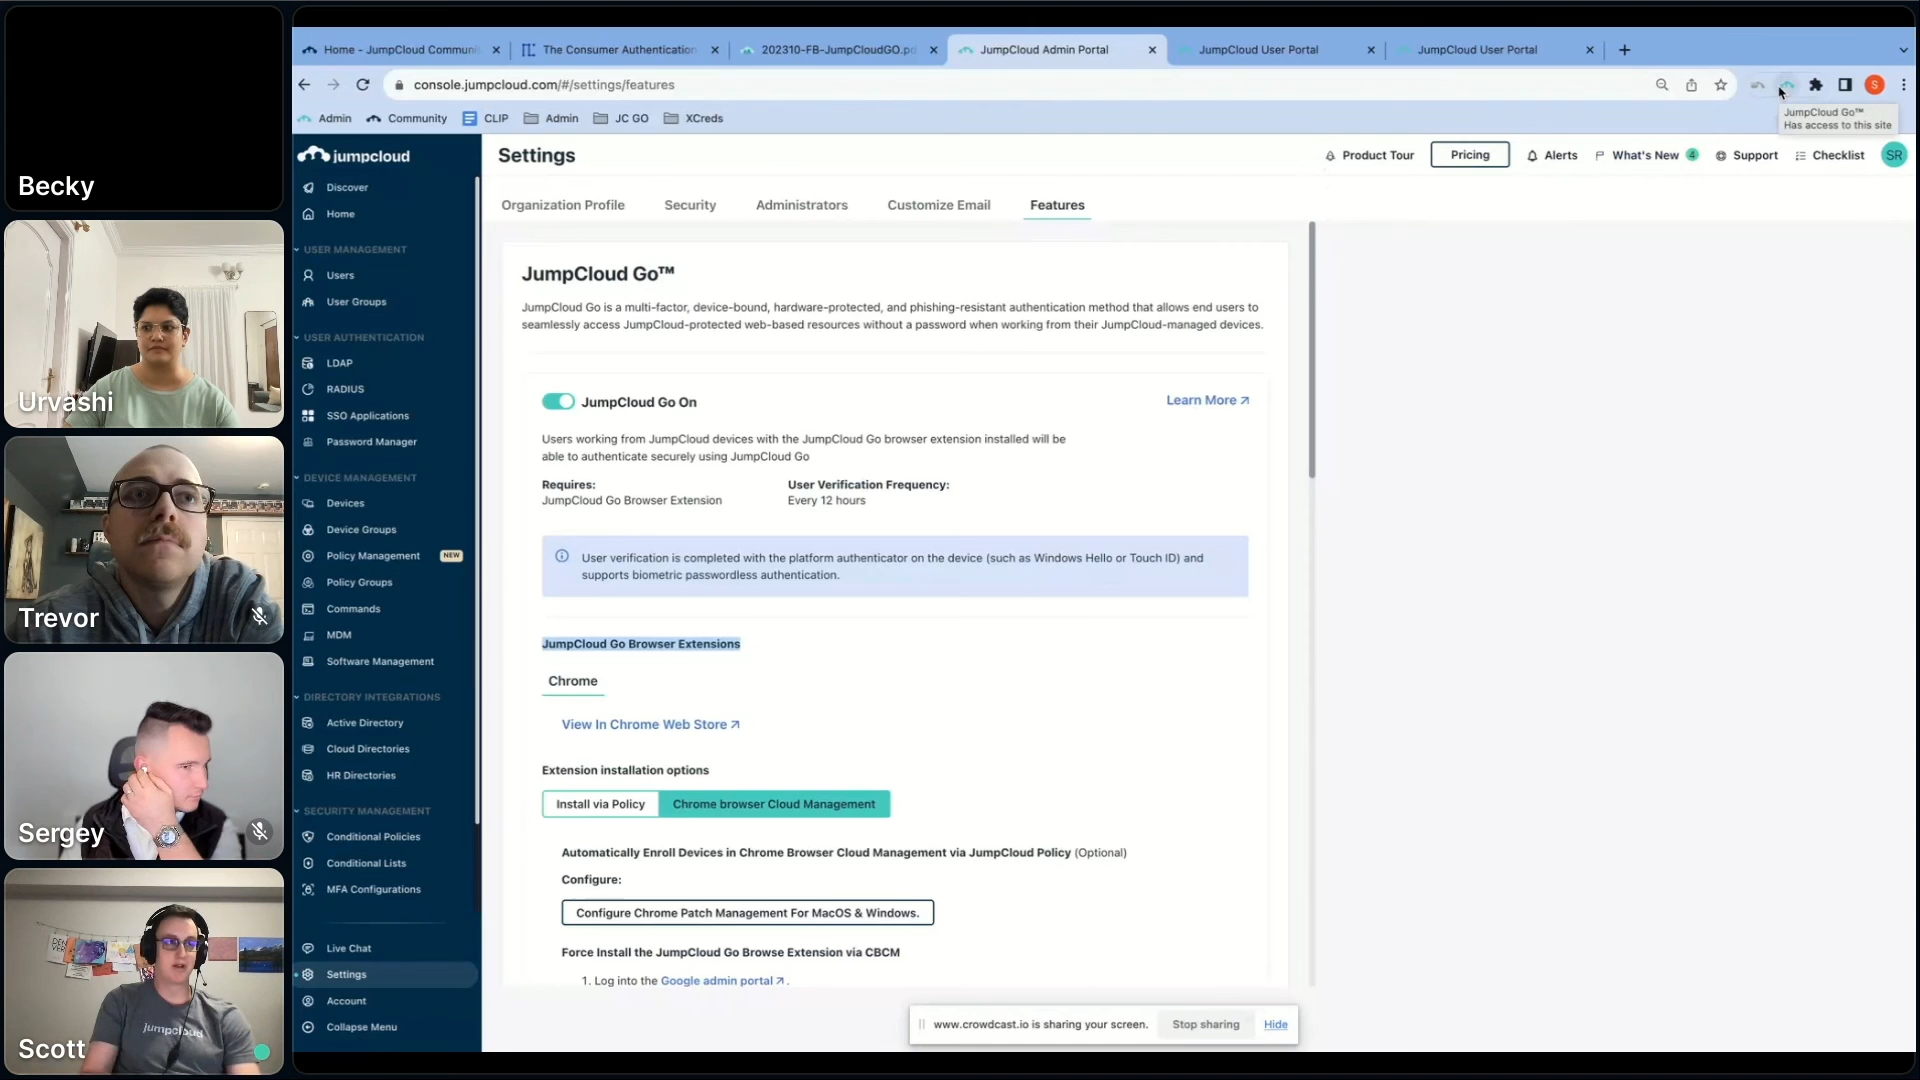 Becky
Urvashi
Trevor
Sergey
Scott
jumpcloud
Home - JumpCloud Communi
The Consumer Authentication
202310-FB-JumpCloudGO.pd
JumpCloud Admin Portal
JumpCloud User Portal
JumpCloud User Portal
console.jumpcloud.com/#/settings/features
S
Admin
Community
CLIP
Admin
JC GO
XCreds
JumpCloud Go™
Has access to this site
jumpcloud
Settings
Product Tour
Pricing
Alerts
What's New 4
Support
Checklist
SR
Discover
Home
USER MANAGEMENT
Users
User Groups
USER AUTHENTICATION
LDAP
RADIUS
SSO Applications
Password Manager
DEVICE MANAGEMENT
Devices
Device Groups
Policy Management NEW
Policy Groups
Commands
MDM
Software Management
DIRECTORY INTEGRATIONS
Active Directory
Cloud Directories
HR Directories
SECURITY MANAGEMENT
Conditional Policies
Conditional Lists
MFA Configurations
Live Chat
Settings
Account
Collapse Menu
Organization Profile
Security
Administrators
Customize Email
Features
JumpCloud Go™
JumpCloud Go is a multi-factor, device-bound, hardware-protected, and phishing-resistant authentication method that allows end users to
seamlessly access JumpCloud-protected web-based resources without a password when working from their JumpCloud-managed devices.
JumpCloud Go On
Learn More
Users working from JumpCloud devices with the JumpCloud Go browser extension installed will be
able to authenticate securely using JumpCloud Go
Requires:
JumpCloud Go Browser Extension
User Verification Frequency:
Every 12 hours
User verification is completed with the platform authenticator on the device (such as Windows Hello or Touch ID) and
supports biometric passwordless authentication.
JumpCloud Go Browser Extensions
Chrome
View In Chrome Web Store
Extension installation options
Install via Policy
Chrome browser Cloud Management
Automatically Enroll Devices in Chrome Browser Cloud Management via JumpCloud Policy (Optional)
Configure:
Configure Chrome Patch Management For MacOS & Windows.
Force Install the JumpCloud Go Browse Extension via CBCM
1. Log into the Google admin portal .
www.crowdcast.io is sharing your screen.
Stop sharing
Hide